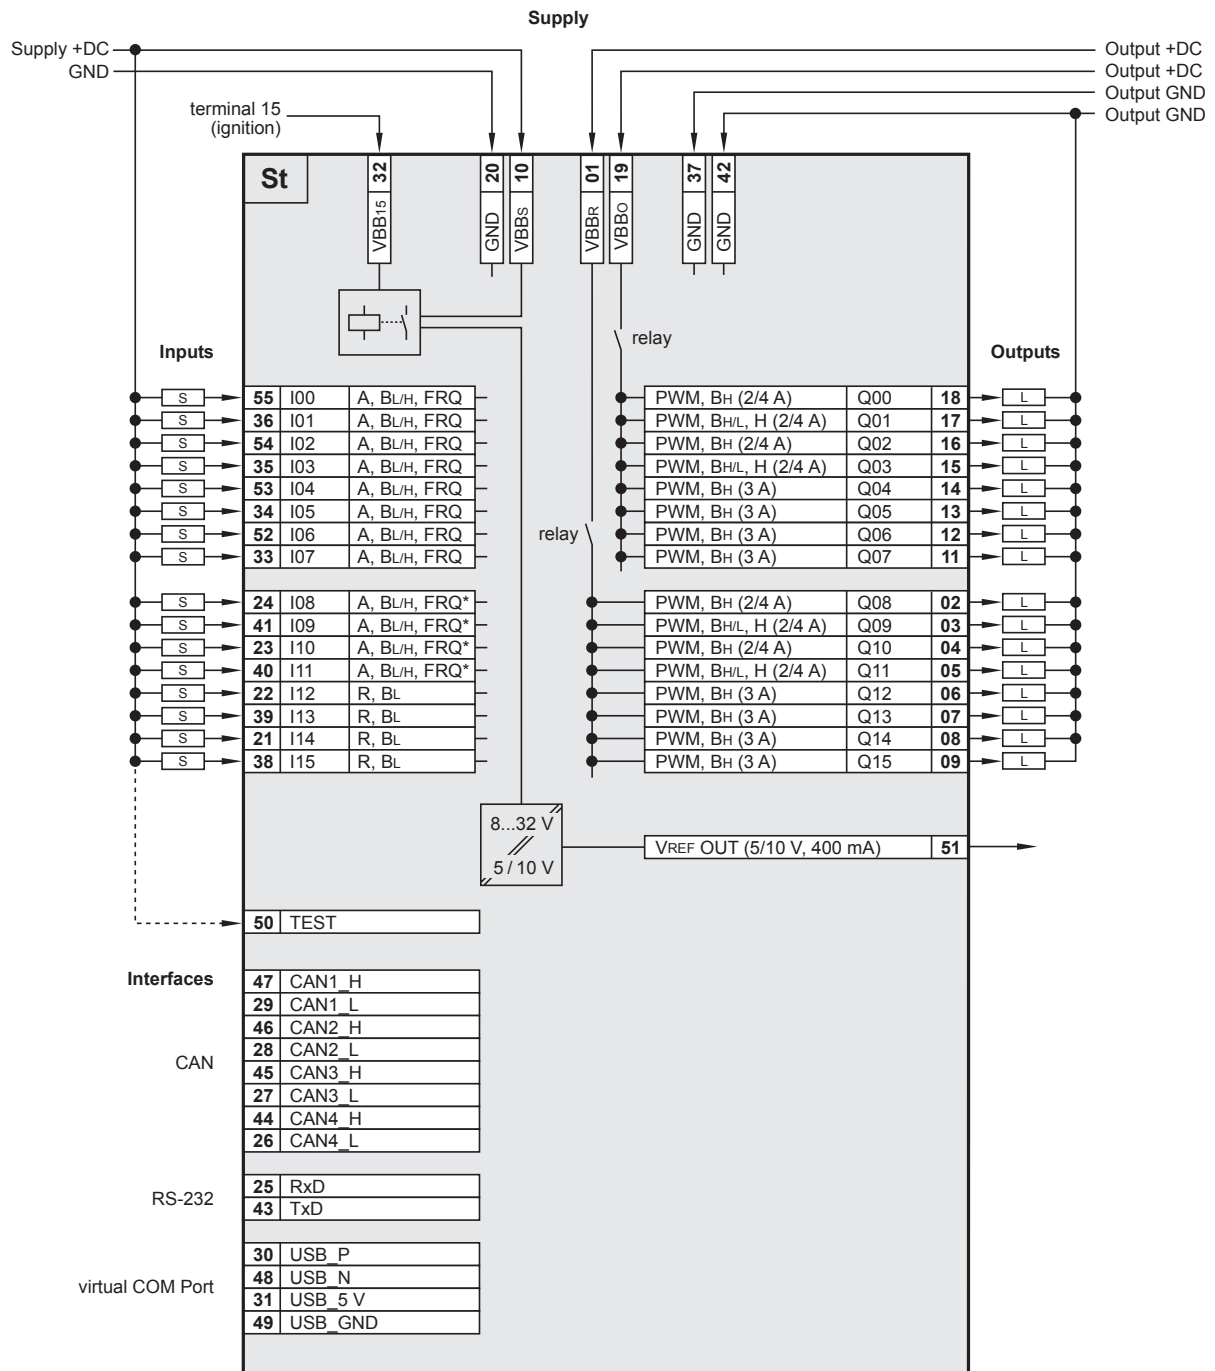 Supply
Supply +DC
Output +DC
GND
Output +DC
Output GND
Output GND
terminal 15
(ignition)
St
32
20
10
01
19
37
42
VBB15
GND
VBBS
VBBR
VBBO
GND
GND
relay
Inputs
Outputs
S 55 I00 A, BL/H, FRQ PWM, BH (2/4 A) Q00 18 L
S 36 I01 A, BL/H, FRQ PWM, BH/L, H (2/4 A) Q01 17 L
S 54 I02 A, BL/H, FRQ PWM, BH (2/4 A) Q02 16 L
S 35 I03 A, BL/H, FRQ PWM, BH/L, H (2/4 A) Q03 15 L
S 53 I04 A, BL/H, FRQ PWM, BH (3 A) Q04 14 L
S 34 I05 A, BL/H, FRQ PWM, BH (3 A) Q05 13 L
S 52 I06 A, BL/H, FRQ relay PWM, BH (3 A) Q06 12 L
S 33 I07 A, BL/H, FRQ PWM, BH (3 A) Q07 11 L
S 24 I08 A, BL/H, FRQ* PWM, BH (2/4 A) Q08 02 L
S 41 I09 A, BL/H, FRQ* PWM, BH/L, H (2/4 A) Q09 03 L
S 23 I10 A, BL/H, FRQ* PWM, BH (2/4 A) Q10 04 L
S 40 I11 A, BL/H, FRQ* PWM, BH/L, H (2/4 A) Q11 05 L
S 22 I12 R, BL PWM, BH (3 A) Q12 06 L
S 39 I13 R, BL PWM, BH (3 A) Q13 07 L
S 21 I14 R, BL PWM, BH (3 A) Q14 08 L
S 38 I15 R, BL PWM, BH (3 A) Q15 09 L
8...32 V
5 / 10 V
VREF OUT (5/10 V, 400 mA) 51
50 TEST
Interfaces
47 CAN1_H
29 CAN1_L
46 CAN2_H
28 CAN2_L
CAN
45 CAN3_H
27 CAN3_L
44 CAN4_H
26 CAN4_L
RS-232
25 RxD
43 TxD
virtual COM Port
30 USB_P
48 USB_N
31 USB_5 V
49 USB_GND